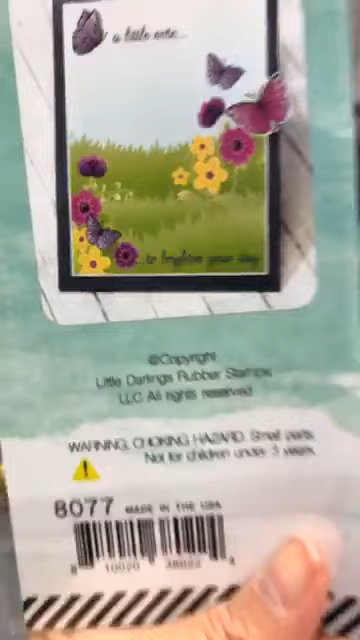 a little note...
...to brighten your day
©Copyright
Little Darlings Rubber Stamps
LLC All rights reserved
WARNING, CHOKING HAZARD. Small parts
Not for children under 3 years.
8077 MADE IN THE USA